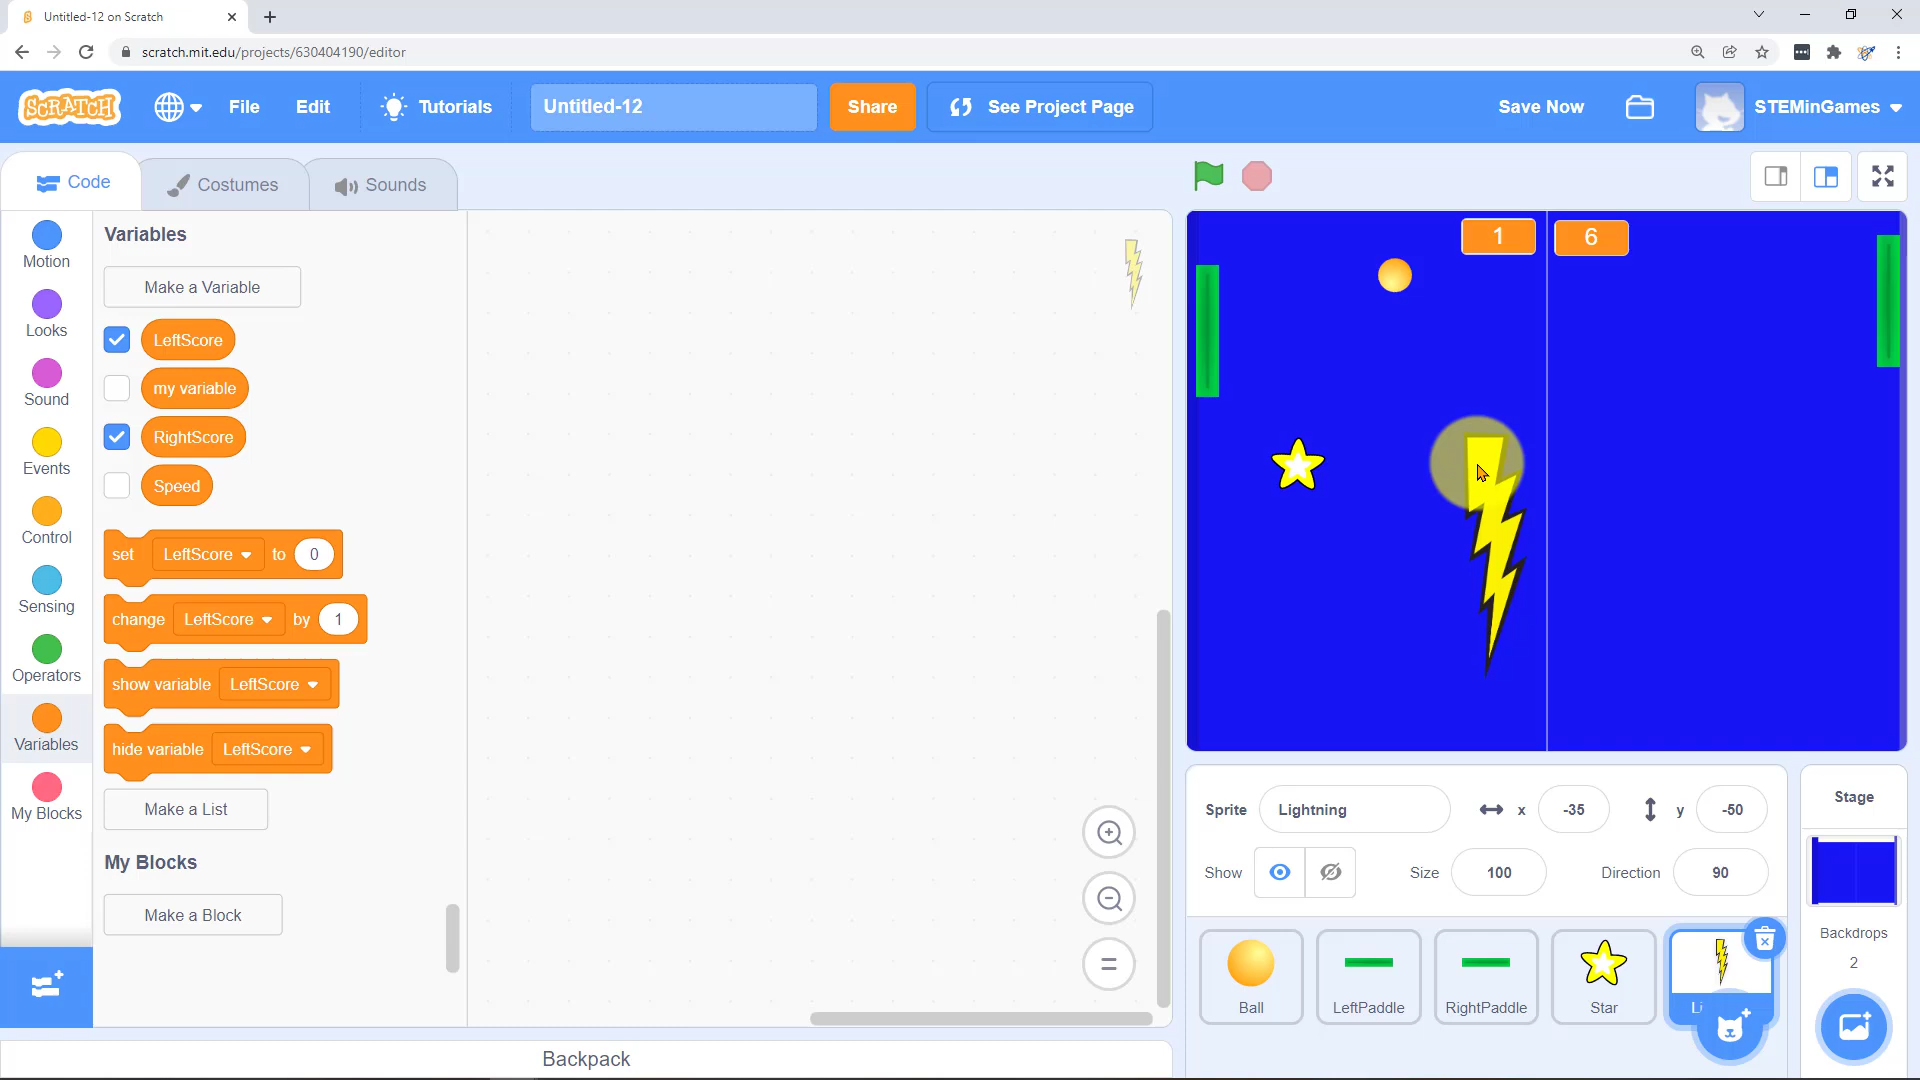 Untitled-12 on Scratch
scratch.mit.edu/projects/630404190/editor
SCRATCH
File
Edit
Tutorials
Untitled-12
Share
See Project Page
Save Now
STEMinGames
Code
Costumes
Sounds
Motion
Looks
Sound
Events
Control
Sensing
Operators
Variables
My Blocks
Variables
Make a Variable
LeftScore
my variable
RightScore
Speed
set LeftScore to 0
change LeftScore by 1
show variable LeftScore
hide variable LeftScore
Make a List
My Blocks
Make a Block
Backpack
1
6
Sprite Lightning x -35 y -50
Show Size 100 Direction 90
Ball
LeftPaddle
RightPaddle
Star
Li
Stage
Backdrops
2